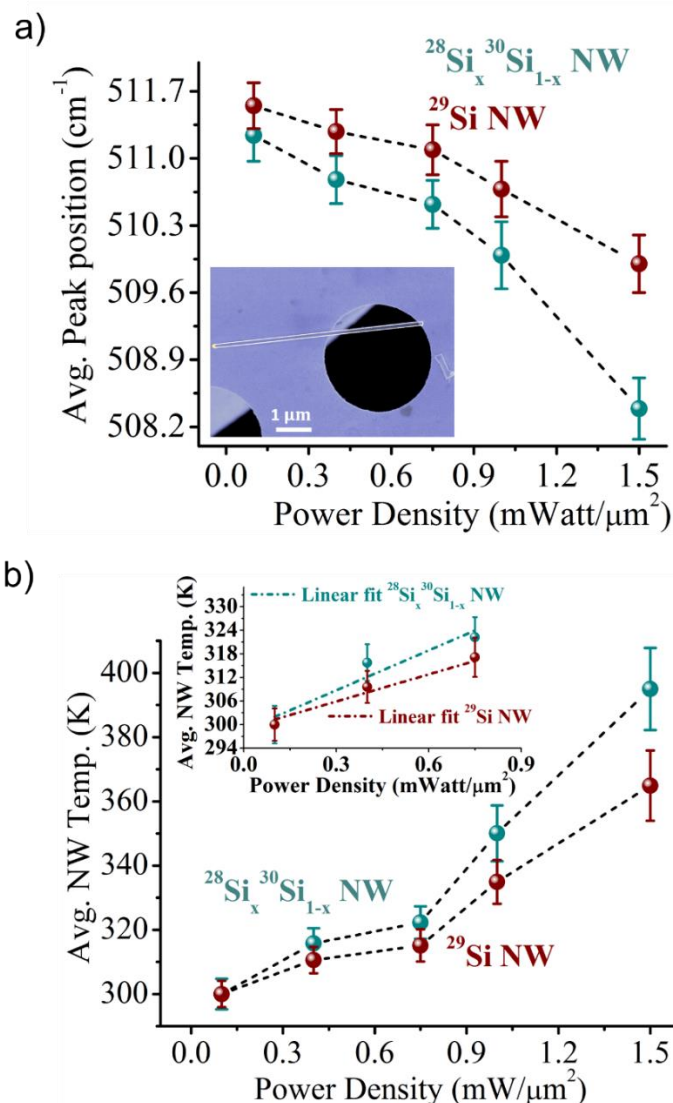 a)
²⁸Siₓ³⁰Si₁₋ₓ NW
²⁹Si NW
Avg. Peak position (cm⁻¹)
511.7
511.0
510.3
509.6
508.9
508.2
1 µm
0.0 0.3 0.6 0.9 1.2 1.5
Power Density (mWatt/µm²)
b)
Avg. NW Temp. (K)
336
330
324
318
312
306
300
294
Linear fit ²⁸Siₓ³⁰Si₁₋ₓ NW
Linear fit ²⁹Si NW
0.0 0.3 0.6 0.9
Power Density (mWatt/µm²)
Avg. NW Temp. (K)
400
380
360
340
320
300
²⁸Siₓ³⁰Si₁₋ₓ NW
²⁹Si NW
0.0 0.3 0.6 0.9 1.2 1.5
Power Density (mW/µm²)